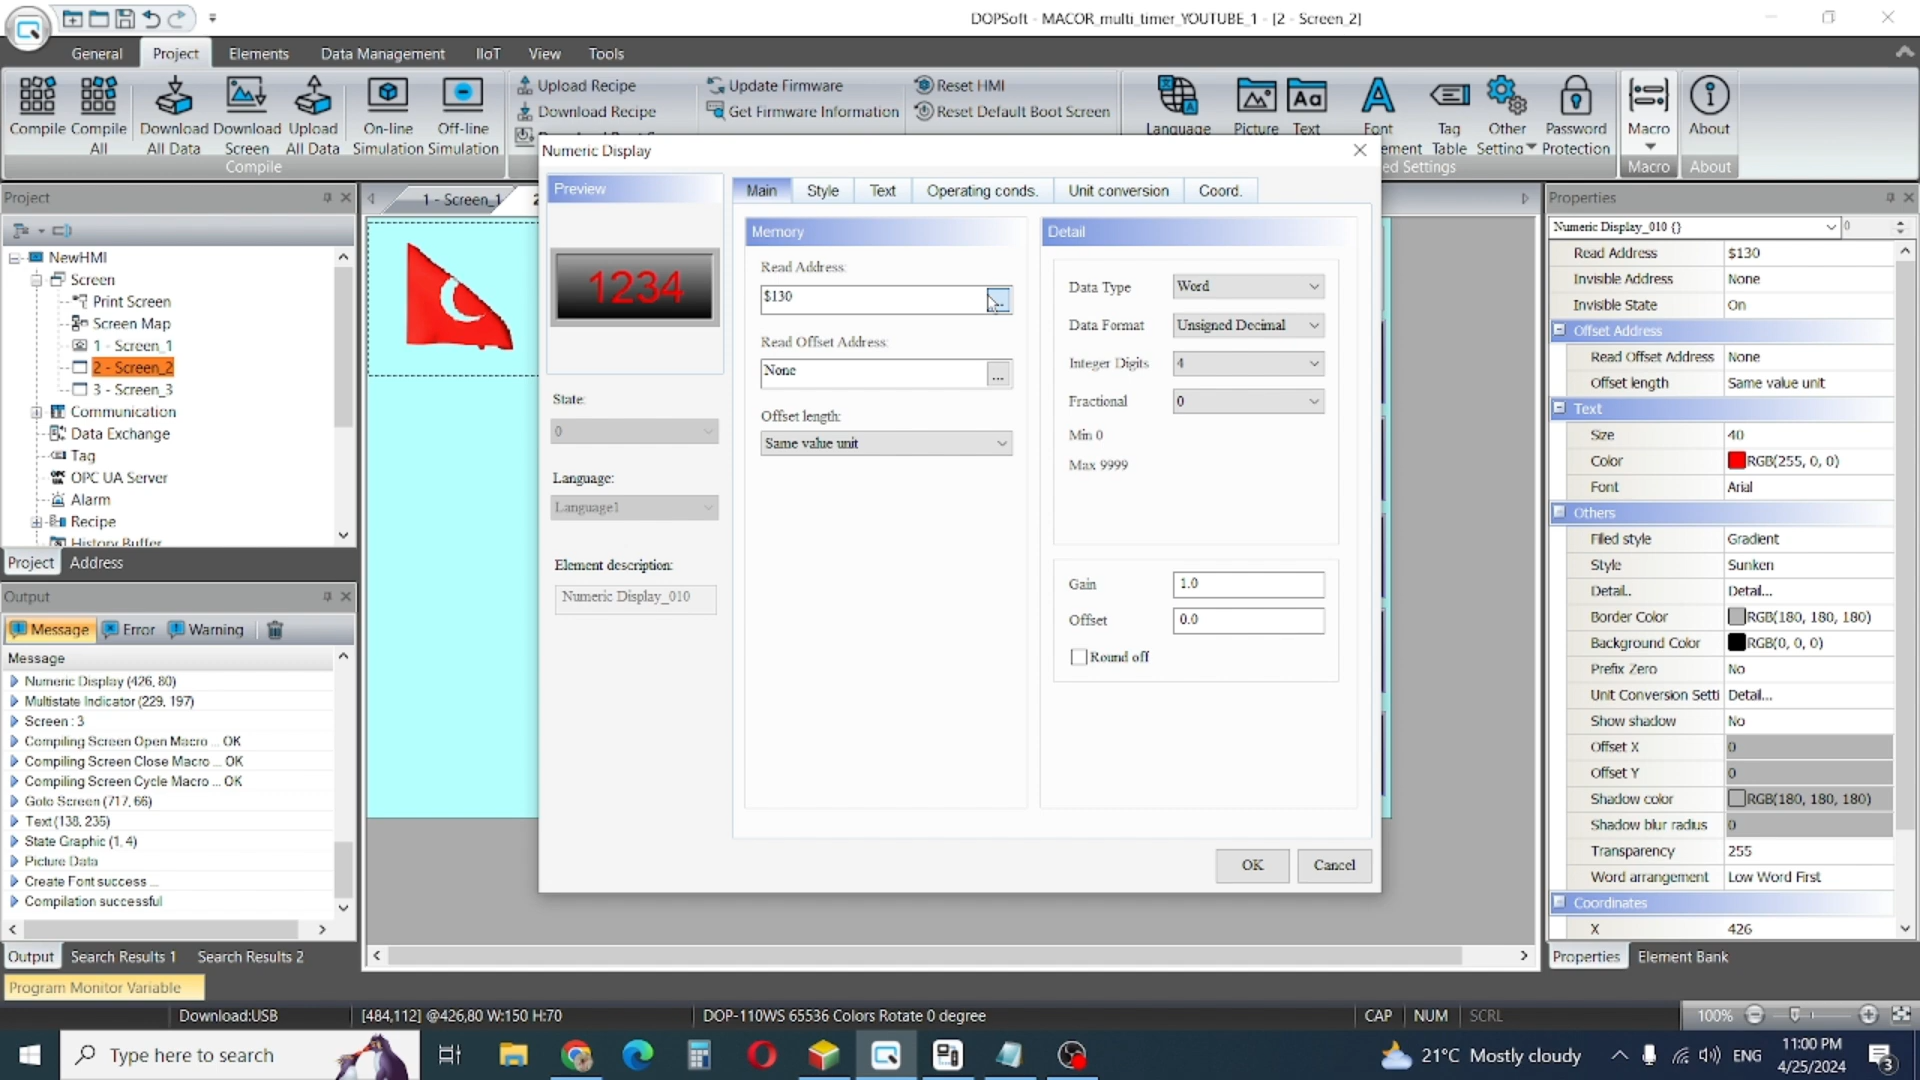 DOPSoft - MACOR_multi_timer_YOUTUBE_1 - [2 - Screen_2]
General Project Elements Data Management IIoT View Tools
Compile Compile All Download All Data Download Screen Upload All Data On-line Simulation Off-line Simulation
Compile
Upload Recipe Update Firmware Reset HMI
Download Recipe Get Firmware Information Reset Default Boot Screen
Language Picture Text Font Tag Table Other Setting Password Protection Macro About
ement
ed Settings Macro About
Project
NewHMI
Screen
Print Screen
Screen Map
1 - Screen_1
2 - Screen_2
3 - Screen_3
Communication
Data Exchange
Tag
OPC UA Server
Alarm
Recipe
History Buffer
Project Address
Output
Message Error Warning
Message
Numeric Display (426, 80)
Multistate Indicator (229, 197)
Screen : 3
Compiling Screen Open Macro ... OK
Compiling Screen Close Macro ... OK
Compiling Screen Cycle Macro ... OK
Goto Screen (717, 66)
Text (138, 235)
State Graphic (1, 4)
Picture Data
Create Font success ...
Compilation successful
Output Search Results 1 Search Results 2
Program Monitor Variable
1 - Screen_1 2
Numeric Display
Preview
1234
State:
0
Language:
Language1
Element description:
Numeric Display_010
Main Style Text Operating conds. Unit conversion Coord.
Memory
Read Address:
$130
...
Read Offset Address:
None
...
Offset length:
Same value unit
Detail
Data Type Word
Data Format Unsigned Decimal
Integer Digits 4
Fractional 0
Min 0
Max 9999
Gain 1.0
Offset 0.0
Round off
OK Cancel
Properties
Numeric Display_010 {} 0
Read Address $130
Invisible Address None
Invisible State On
Offset Address
Read Offset Address None
Offset length Same value unit
Text
Size 40
Color RGB(255, 0, 0)
Font Arial
Others
Filled style Gradient
Style Sunken
Detail.. Detail...
Border Color RGB(180, 180, 180)
Background Color RGB(0, 0, 0)
Prefix Zero No
Unit Conversion Setti Detail...
Show shadow No
Offset X 0
Offset Y 0
Shadow color RGB(180, 180, 180)
Shadow blur radius 0
Transparency 255
Word arrangement Low Word First
Coordinates
X 426
Properties Element Bank
Download:USB [484,112] @426,80 W:150 H:70 DOP-110WS 65536 Colors Rotate 0 degree CAP NUM SCRL 100%
Type here to search
21°C Mostly cloudy ENG
11:00 PM
4/25/2024
3